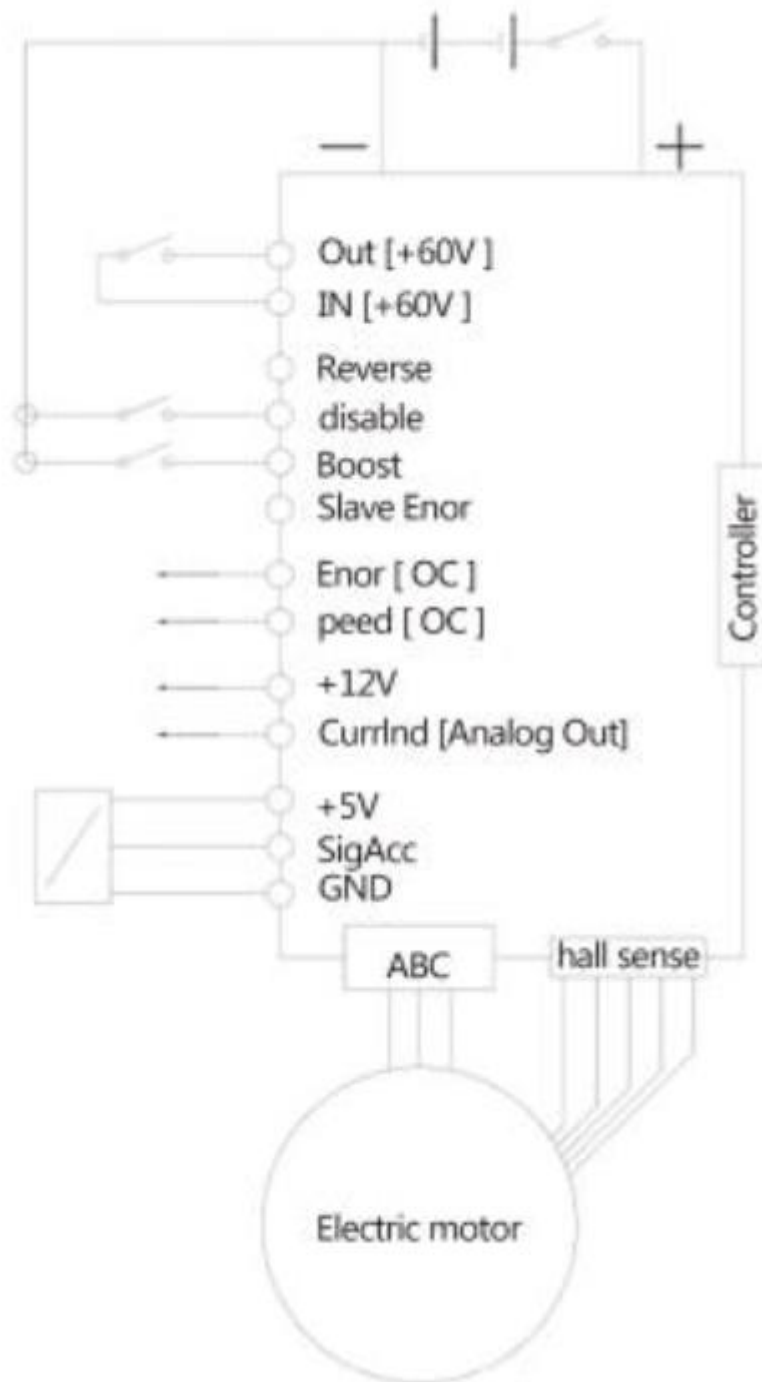 − +
Out [+60V ]
IN [+60V ]
Reverse
disable
Boost
Slave Enor
Enor [ OC ]
peed [ OC ]
+12V
CurrInd [Analog Out]
+5V
SigAcc
GND
Controller
ABC
hall sense
Electric motor